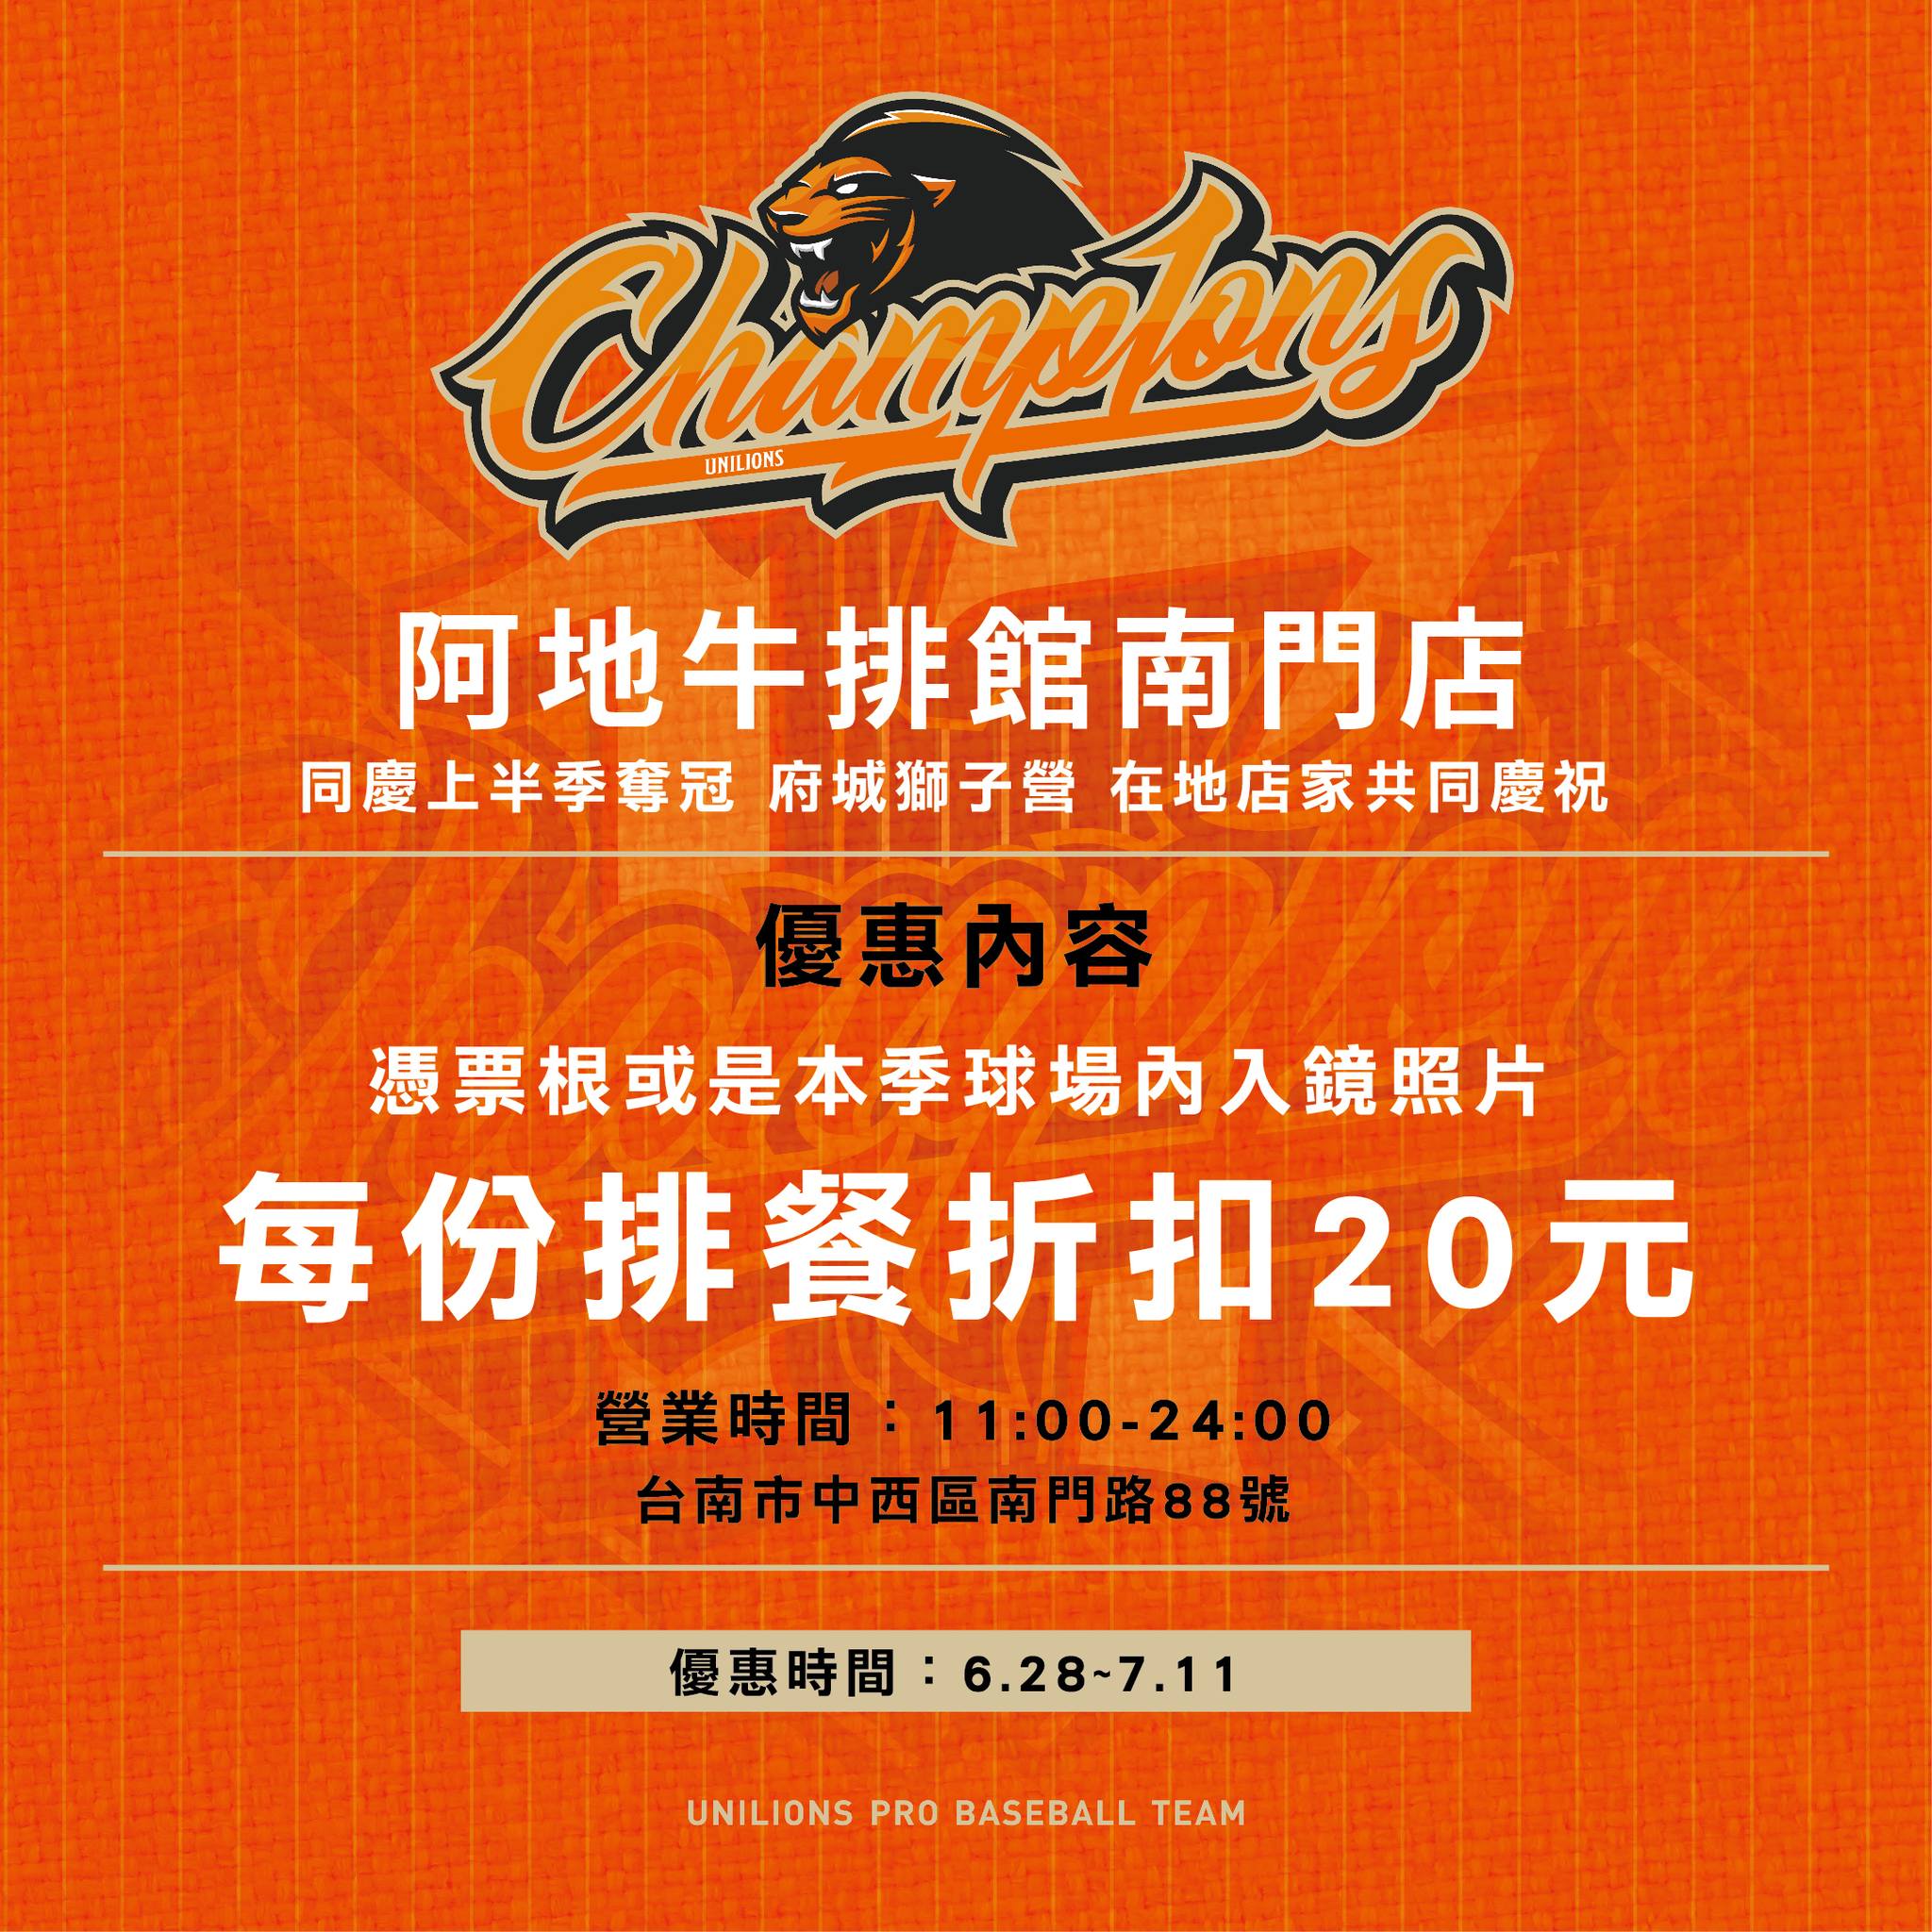 Champ1ons
UNILIONS
阿地牛排館南門店
同慶上半季奪冠 府城獅子營 在地店家共同慶祝
優惠內容
憑票根或是本季球場內入鏡照片
每份排餐折扣20元
營業時間：11:00-24:00
台南市中西區南門路88號
優惠時間：6.28~7.11
UNILIONS PRO BASEBALL TEAM